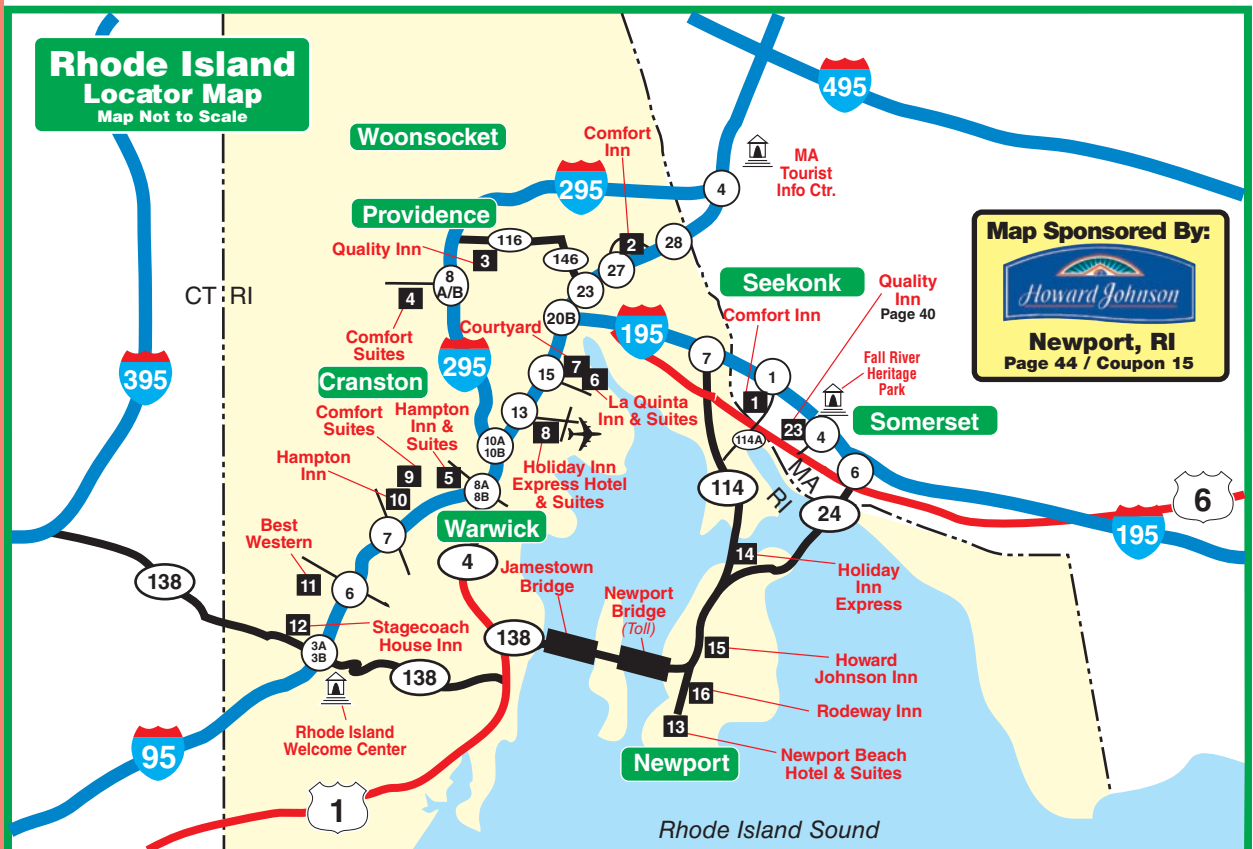 Rhode Island
Locator Map
Map Not to Scale
495
Woonsocket
Comfort
Inn
MA
Tourist
Info Ctr.
295
4
Providence
Quality Inn
3
116
146
2
28
27
23
8
A/B
4
Comfort
Suites
CT
RI
Map Sponsored By:
Howard Johnson
Newport, RI
Page 44 / Coupon 15
Seekonk
Comfort Inn
Quality
Inn
Page 40
20B
195
Courtyard
7
6
15
La Quinta
Inn & Suites
7
1
1
Fall River
Heritage
Park
395
295
Cranston
Comfort
Suites
Hampton
Inn &
Suites
13
8
Holiday Inn
Express Hotel
& Suites
10A
10B
114A
23
4
Somerset
6
Hampton
Inn
9
10
5
8A
8B
114
RI
MA
24
6
195
Best
Western
11
7
6
Warwick
4
Jamestown
Bridge
Newport
Bridge
(Toll)
14
Holiday
Inn
Express
138
12
Stagecoach
House Inn
3A
3B
138
138
15
Howard
Johnson Inn
16
Rodeway Inn
13
Newport Beach
Hotel & Suites
Rhode Island
Welcome Center
Newport
95
1
Rhode Island Sound